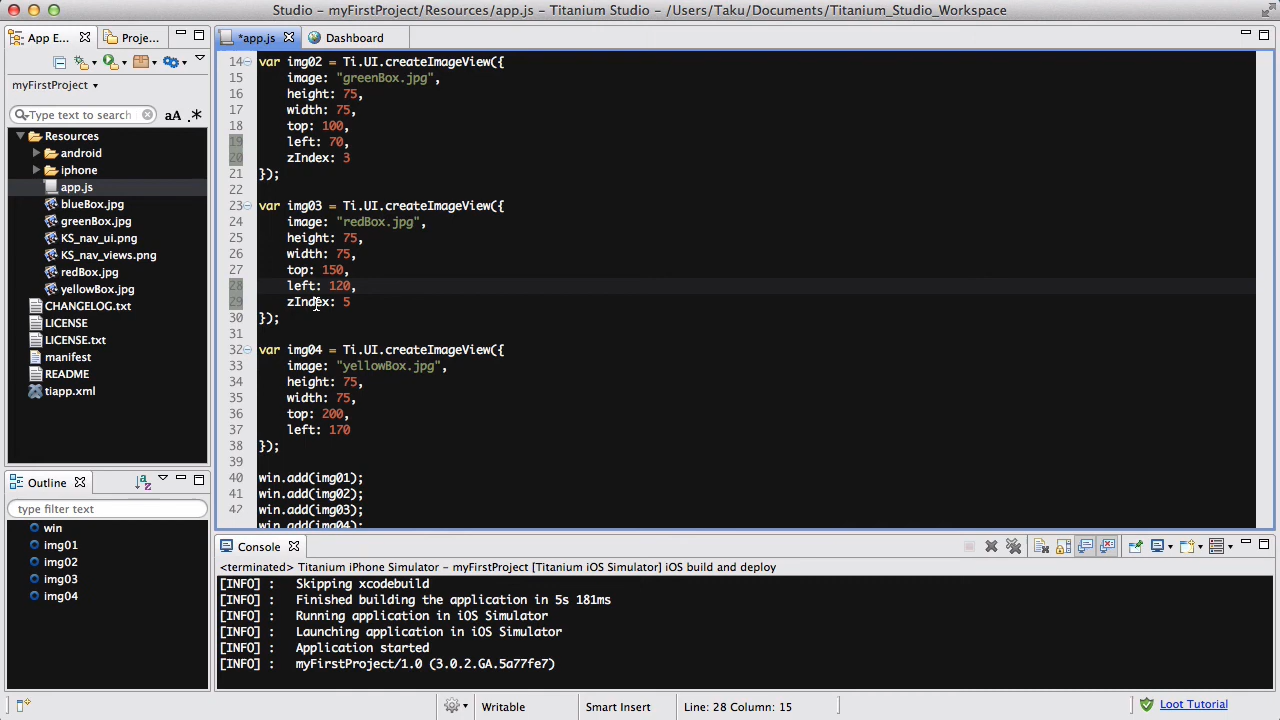 Studio - myFirstProject/Resources/app.js - Titanium Studio - /Users/Tatu/Documents/Titanium_Studio_Workspace
App E...
Proje...
myFirstProject
Type text to search
aA
Resources
android
iphone
app.js
blueBox.jpg
greenBox.jpg
KS_nav_ui.png
KS_nav_views.png
redBox.jpg
yellowBox.jpg
CHANGELOG.txt
LICENSE
LICENSE.txt
manifest
README
tiapp.xml
Outline
type filter text
win
img01
img02
img03
img04
*app.js
Dashboard
14 var img02 = Ti.UI.createImageView({
15 image: "greenBox.jpg",
16 height: 75,
17 width: 75,
18 top: 100,
19 left: 70,
20 zIndex: 3
21 });
22
23 var img03 = Ti.UI.createImageView({
24 image: "redBox.jpg",
25 height: 75,
26 width: 75,
27 top: 150,
28 left: 120,
29 zIndex: 5
30 });
31
32 var img04 = Ti.UI.createImageView({
33 image: "yellowBox.jpg",
34 height: 75,
35 width: 75,
36 top: 200,
37 left: 170
38 });
39
40 win.add(img01);
41 win.add(img02);
win.add(img03);
win.add(img04);
Console
<terminated> Titanium iPhone Simulator - myFirstProject [Titanium iOS Simulator] iOS build and deploy
[INFO] : Skipping xcodebuild
[INFO] : Finished building the application in 5s 181ms
[INFO] : Running application in iOS Simulator
[INFO] : Launching application in iOS Simulator
[INFO] : Application started
[INFO] : myFirstProject/1.0 (3.0.2.GA.5a77fe7)
Writable
Smart Insert
Line: 28 Column: 15
Loot Tutorial